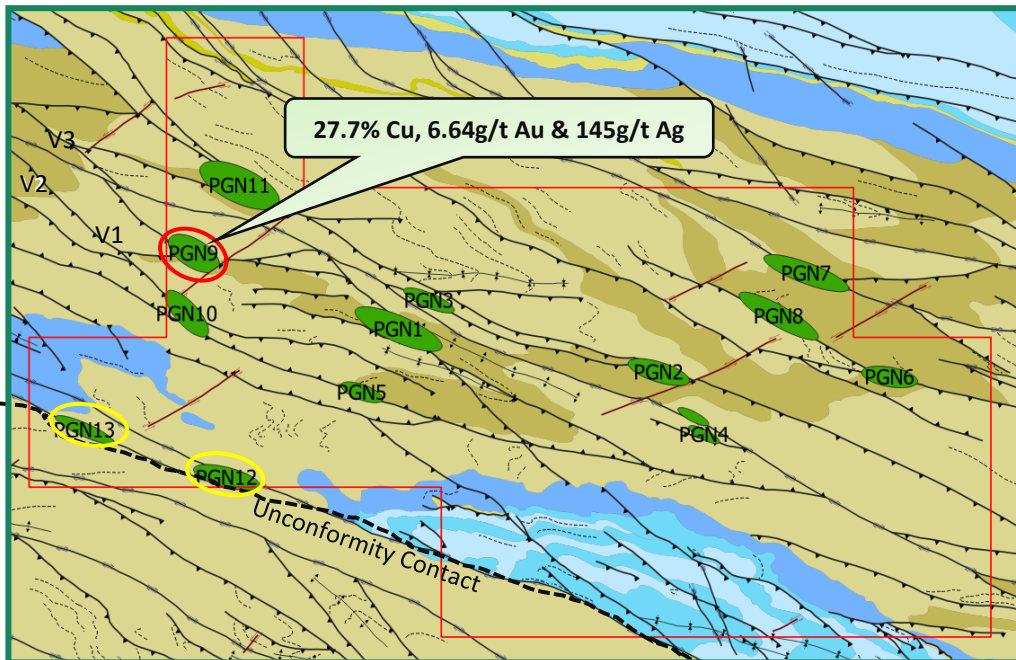 27.7% Cu, 6.64g/t Au & 145g/t Ag
V3
V2
PGN11
V1
PGN9
PGN7
PGN3
PGN10
PGN8
PGN1
PGN2
PGN6
PGN5
PGN13
PGN4
PGN12
Unconformity Contact